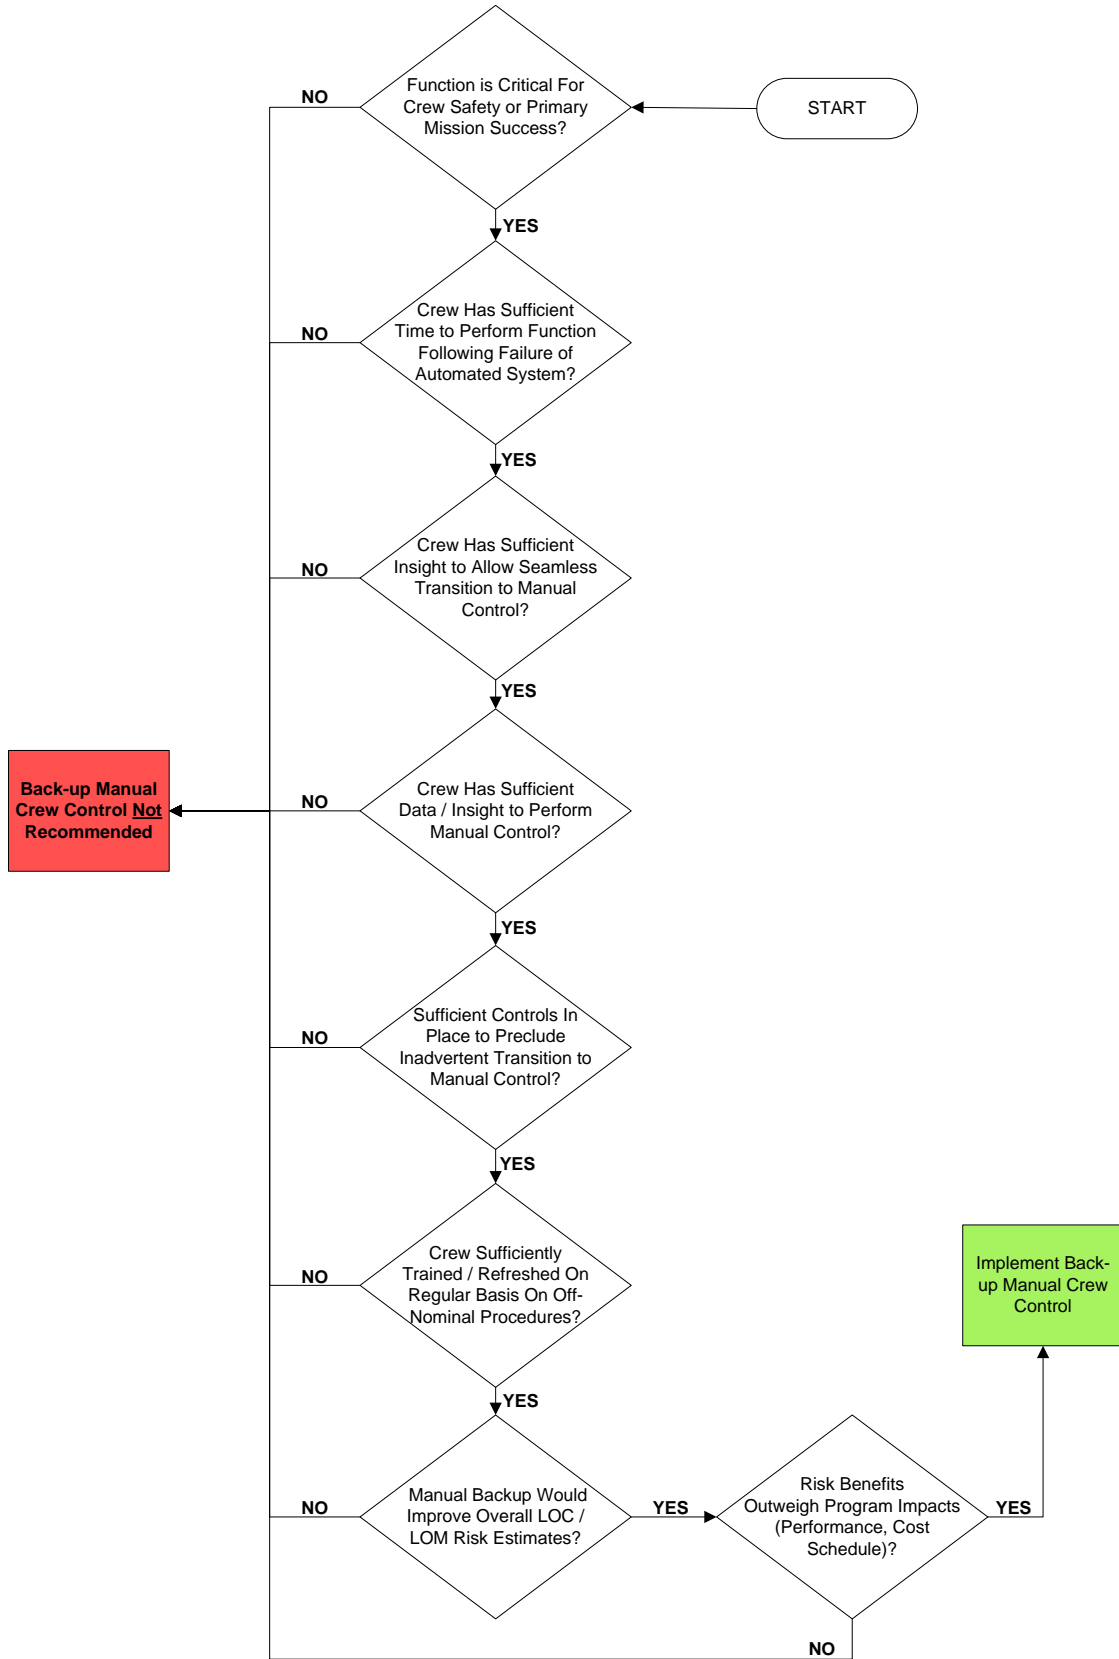 Function is Critical For
Crew Safety or Primary
Mission Success?
START
NO
YES
Crew Has Sufficient
Time to Perform Function
Following Failure of
Automated System?
NO
YES
Crew Has Sufficient
Insight to Allow Seamless
Transition to Manual
Control?
NO
YES
Back-up Manual
Crew Control Not
Recommended
Crew Has Sufficient
Data / Insight to Perform
Manual Control?
NO
YES
Sufficient Controls In
Place to Preclude
Inadvertent Transition to
Manual Control?
NO
YES
Crew Sufficiently
Trained / Refreshed On
Regular Basis On Off-
Nominal Procedures?
NO
YES
Implement Back-
up Manual Crew
Control
Manual Backup Would
Improve Overall LOC /
LOM Risk Estimates?
NO
YES
Risk Benefits
Outweigh Program Impacts
(Performance, Cost
Schedule)?
YES
NO